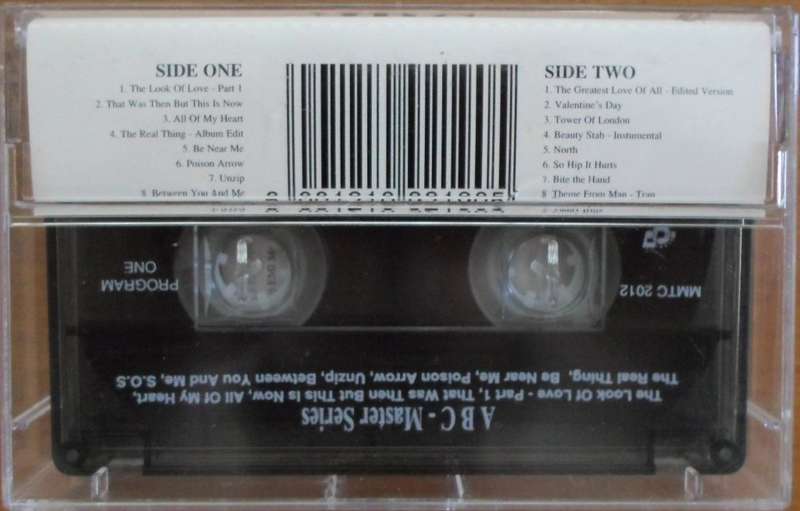 SIDE ONE
1. The Look Of Love - Part 1
2. That Was Then But This Is Now
3. All Of My Heart
4. The Real Thing - Album Edit
5. Be Near Me
6. Poison Arrow
7. Unzip
8. Between You And Me
SIDE TWO
1. The Greatest Love Of All - Edited Version
2. Valentine's Day
3. Tower Of London
4. Beauty Stab - Instumental
5. North
6. So Hip It Hurts
7. Bite the Hand
8. Theme From Man - Trap
A B C - Master Series
The Look Of Love - Part 1, That Was Then But This Is Now, All Of My Heart,
The Real Thing, Be Near Me, Poison Arrow, Unzip, Between You And Me, S.O.S
MMTC 2012
PROGRAM
ONE